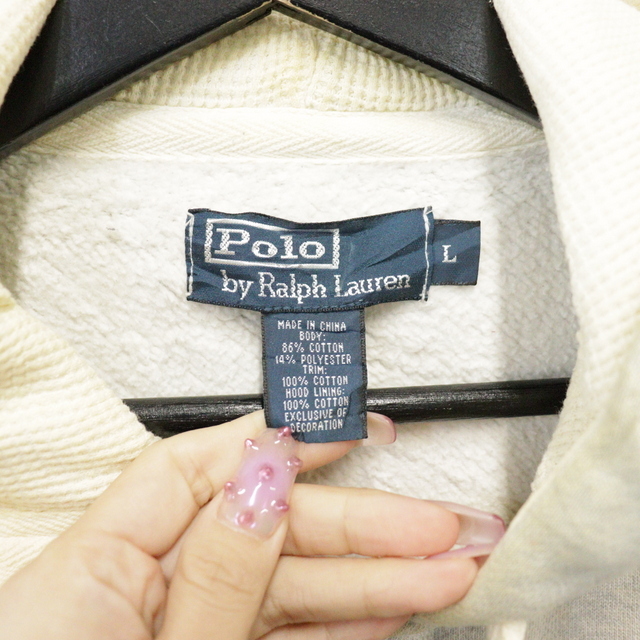 Polo
by Ralph Lauren
L
MADE IN CHINA
BODY:
86% COTTON
14% POLYESTER
TRIM:
100% COTTON
HOOD LINING:
100% COTTON
EXCLUSIVE OF
DECORATION